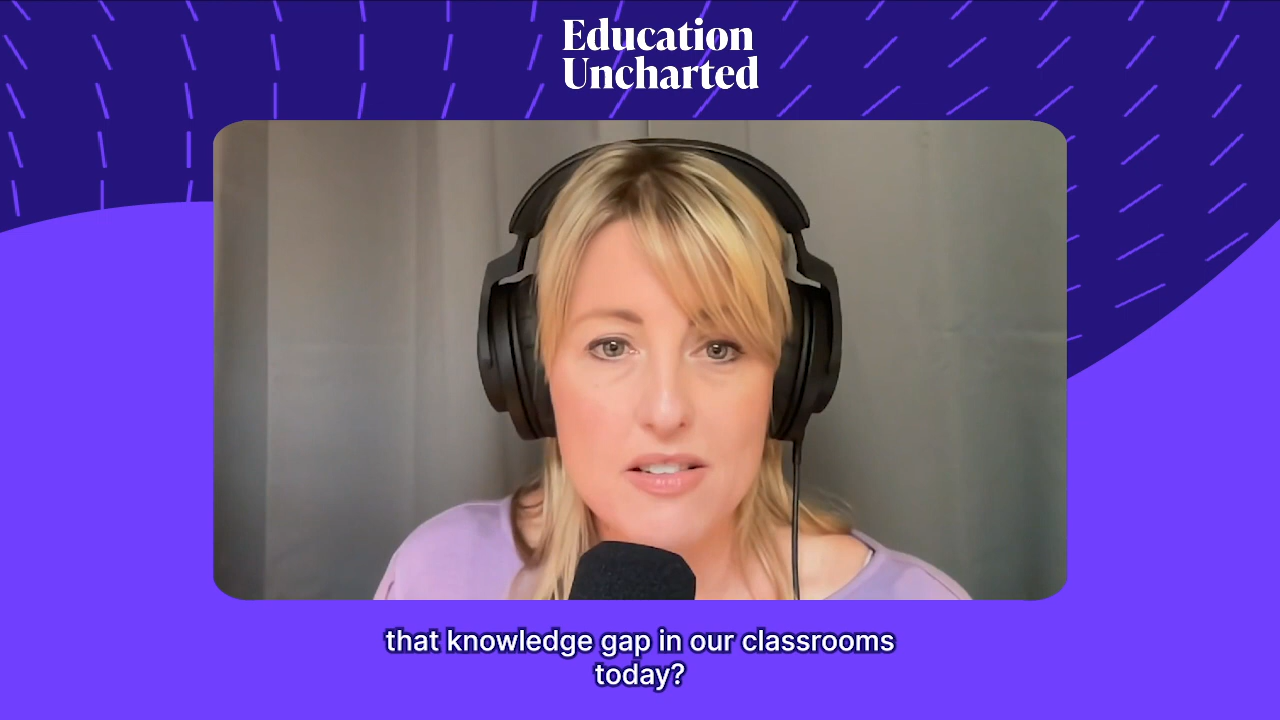 Education
Uncharted
that knowledge gap in our classrooms
today?